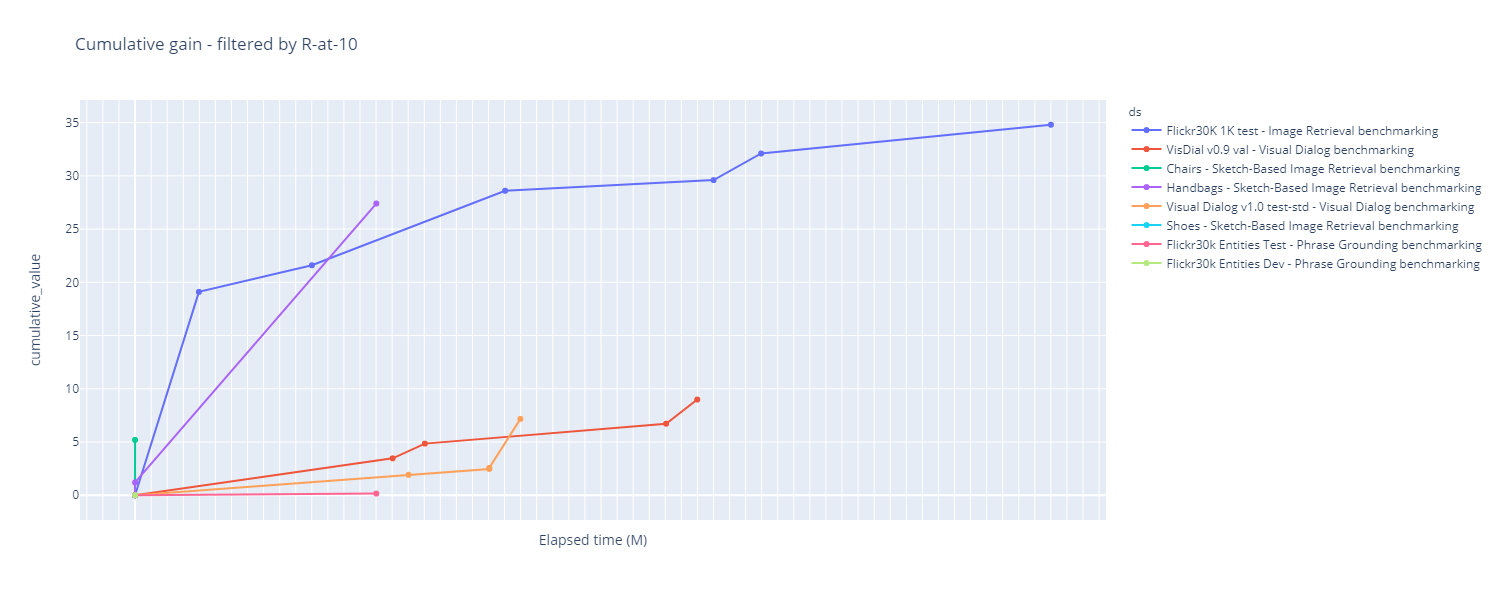 Cumulative gain - filtered by R-at-10
35
30
25
20
15
10
5
0
cumulative_value
Elapsed time (M)
ds
Flickr30K 1K test - Image Retrieval benchmarking
VisDial v0.9 val - Visual Dialog benchmarking
Chairs - Sketch-Based Image Retrieval benchmarking
Handbags - Sketch-Based Image Retrieval benchmarking
Visual Dialog v1.0 test-std - Visual Dialog benchmarking
Shoes - Sketch-Based Image Retrieval benchmarking
Flickr30k Entities Test - Phrase Grounding benchmarking
Flickr30k Entities Dev - Phrase Grounding benchmarking